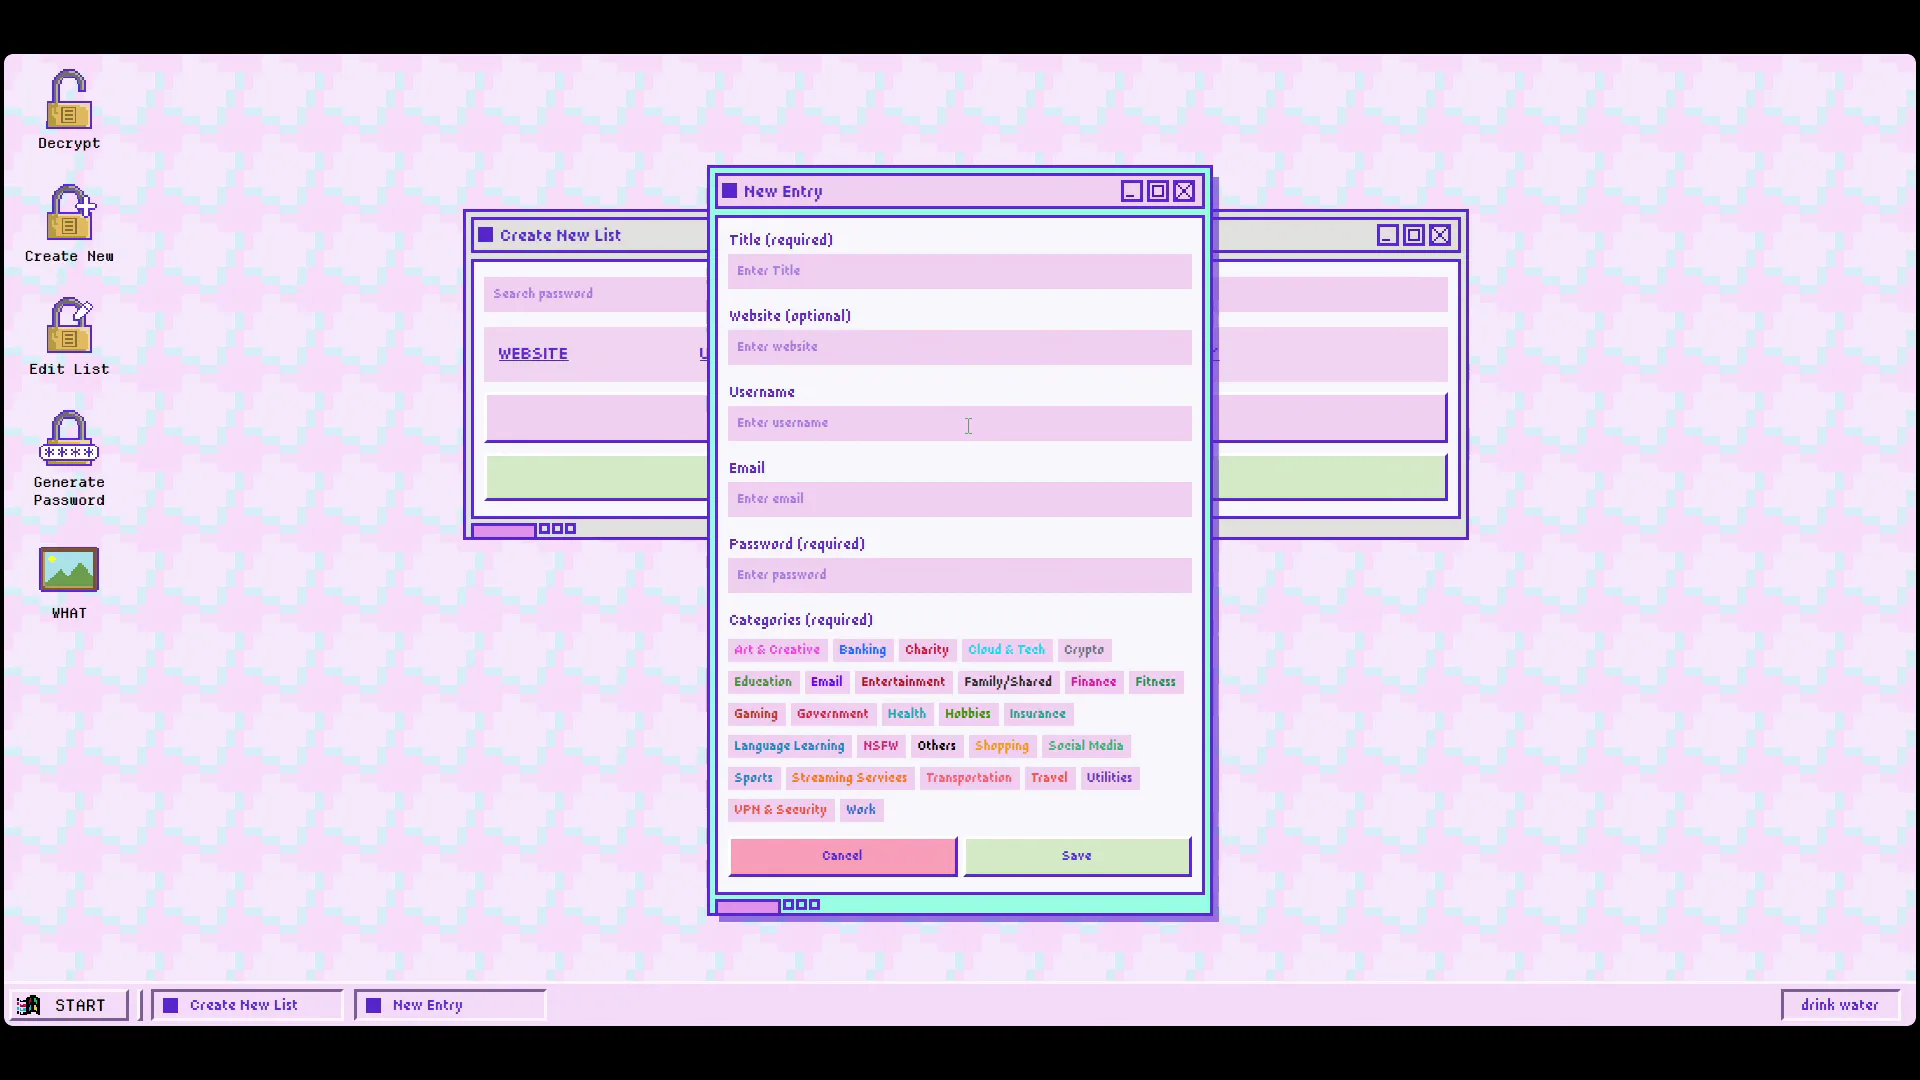 Decrypt
Create New
Edit List
Generate
Password
WHAT
Create New List
Search password
WEBSITE
New Entry
Title (required)
Enter Title
Website (optional)
Enter website
Username
Enter username
Email
Enter email
Password (required)
Enter password
Categories (required)
Art & Creative Banking Charity Cloud & Tech Crypto
Education Email Entertainment Family/Shared Finance Fitness
Gaming Government Health Hobbies Insurance
Language Learning NSFW Others Shopping Social Media
Sports Streaming Services Transportation Travel Utilities
VPN & Security Work
Cancel Save
START Create New List New Entry drink water